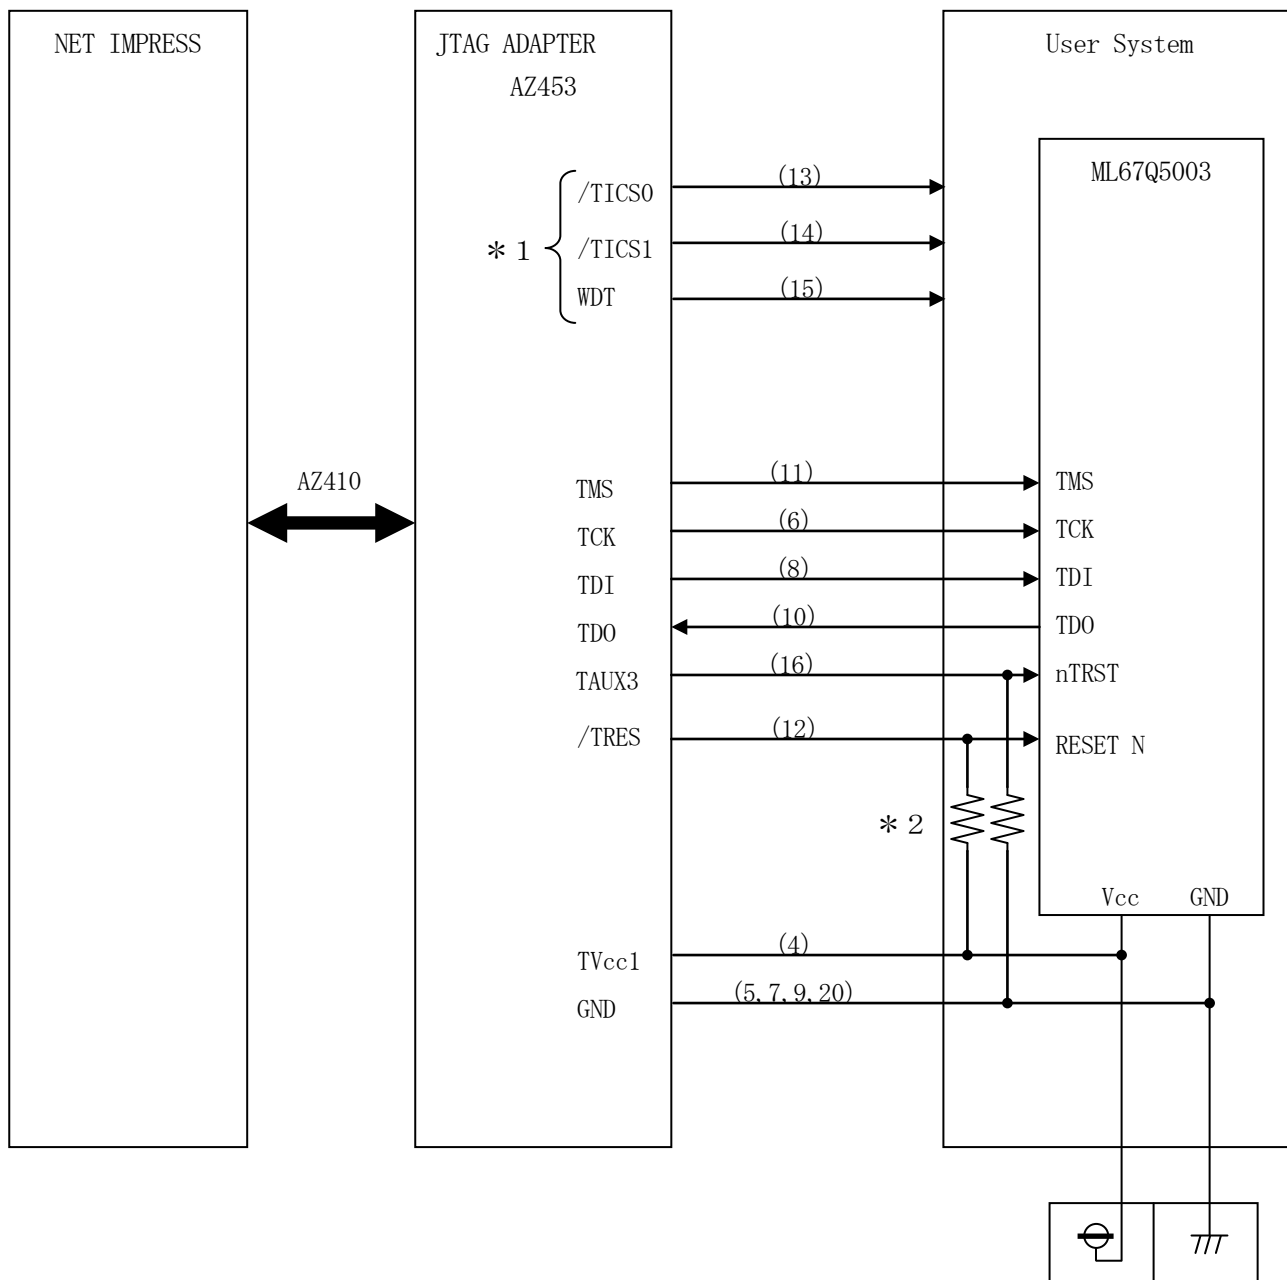 NET IMPRESS
JTAG ADAPTER
AZ453
User System
ML67Q5003
/TICS0
(13)
*1
/TICS1
(14)
WDT
(15)
AZ410
TMS
(11)
TMS
TCK
(6)
TCK
TDI
(8)
TDI
TDO
(10)
TDO
TAUX3
(16)
nTRST
/TRES
(12)
RESET N
*2
Vcc
GND
TVcc1
(4)
GND
(5,7,9,20)